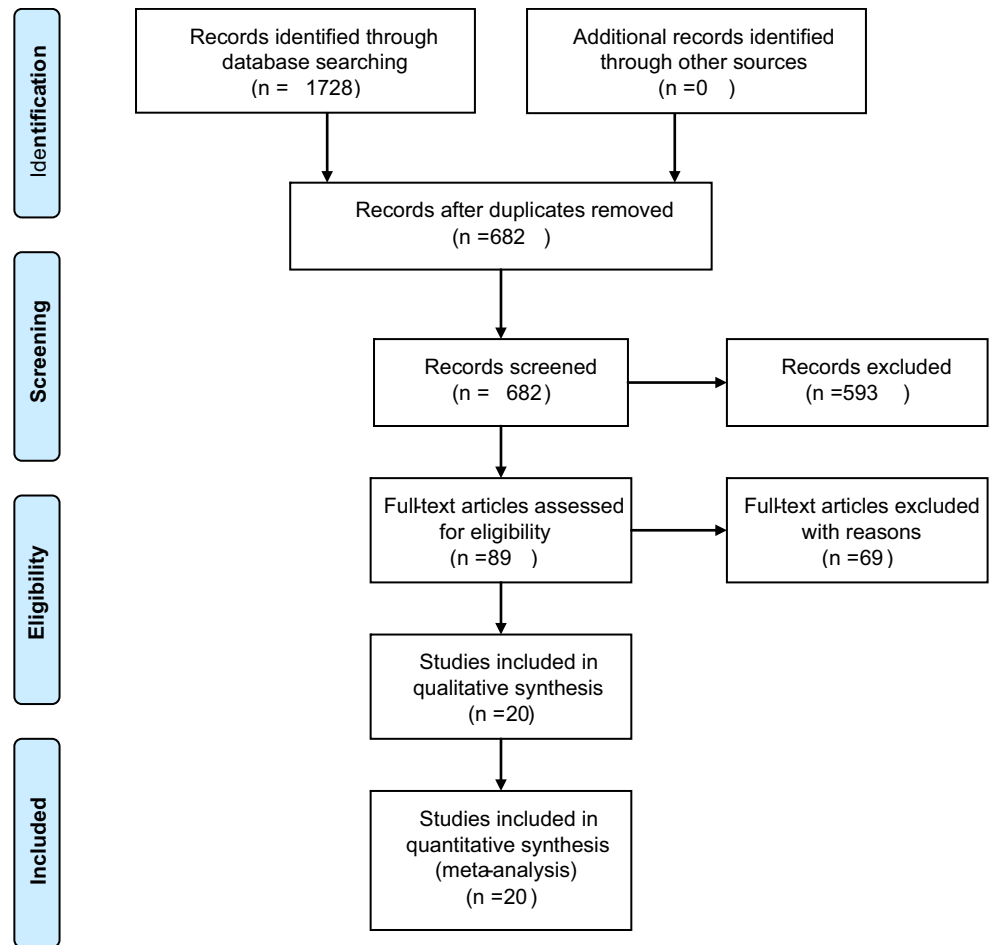 Identification
Records identified through
database searching
(n = 1728)
Additional records identified
through other sources
(n =0 )
Records after duplicates removed
(n =682 )
Screening
Records screened
(n = 682)
Records excluded
(n =593 )
Eligibility
Full-text articles assessed
for eligibility
(n =89 )
Full-text articles excluded
with reasons
(n =69)
Studies included in
qualitative synthesis
(n =20)
Included
Studies included in
quantitative synthesis
(meta-analysis)
(n =20)